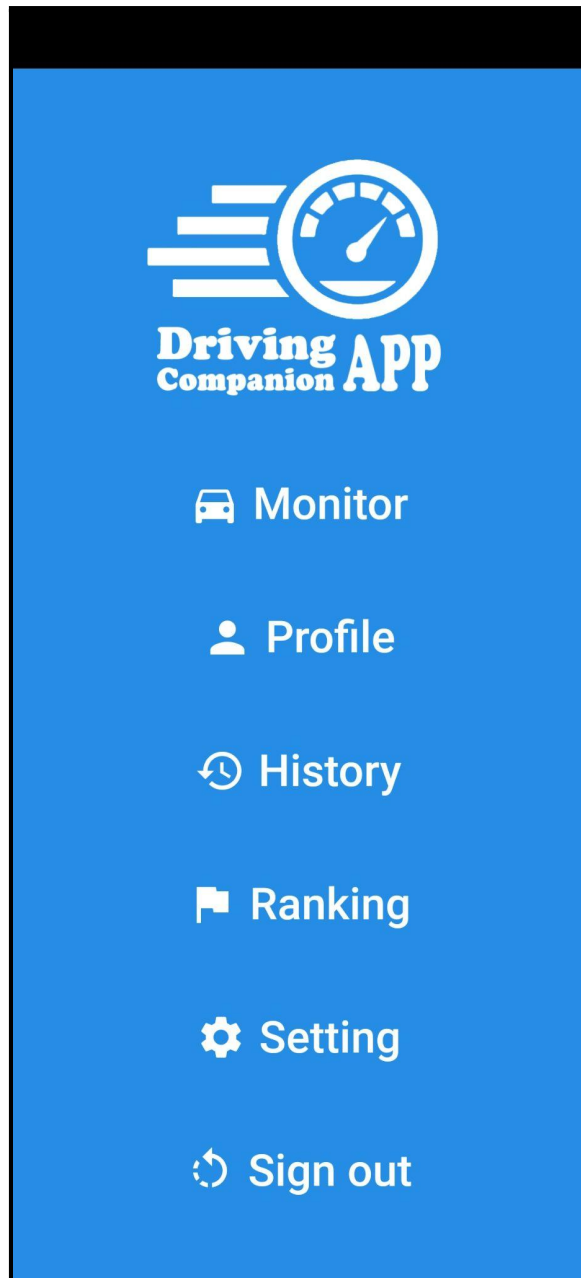 Driving APP
Companion
Monitor
Profile
History
Ranking
Setting
Sign out